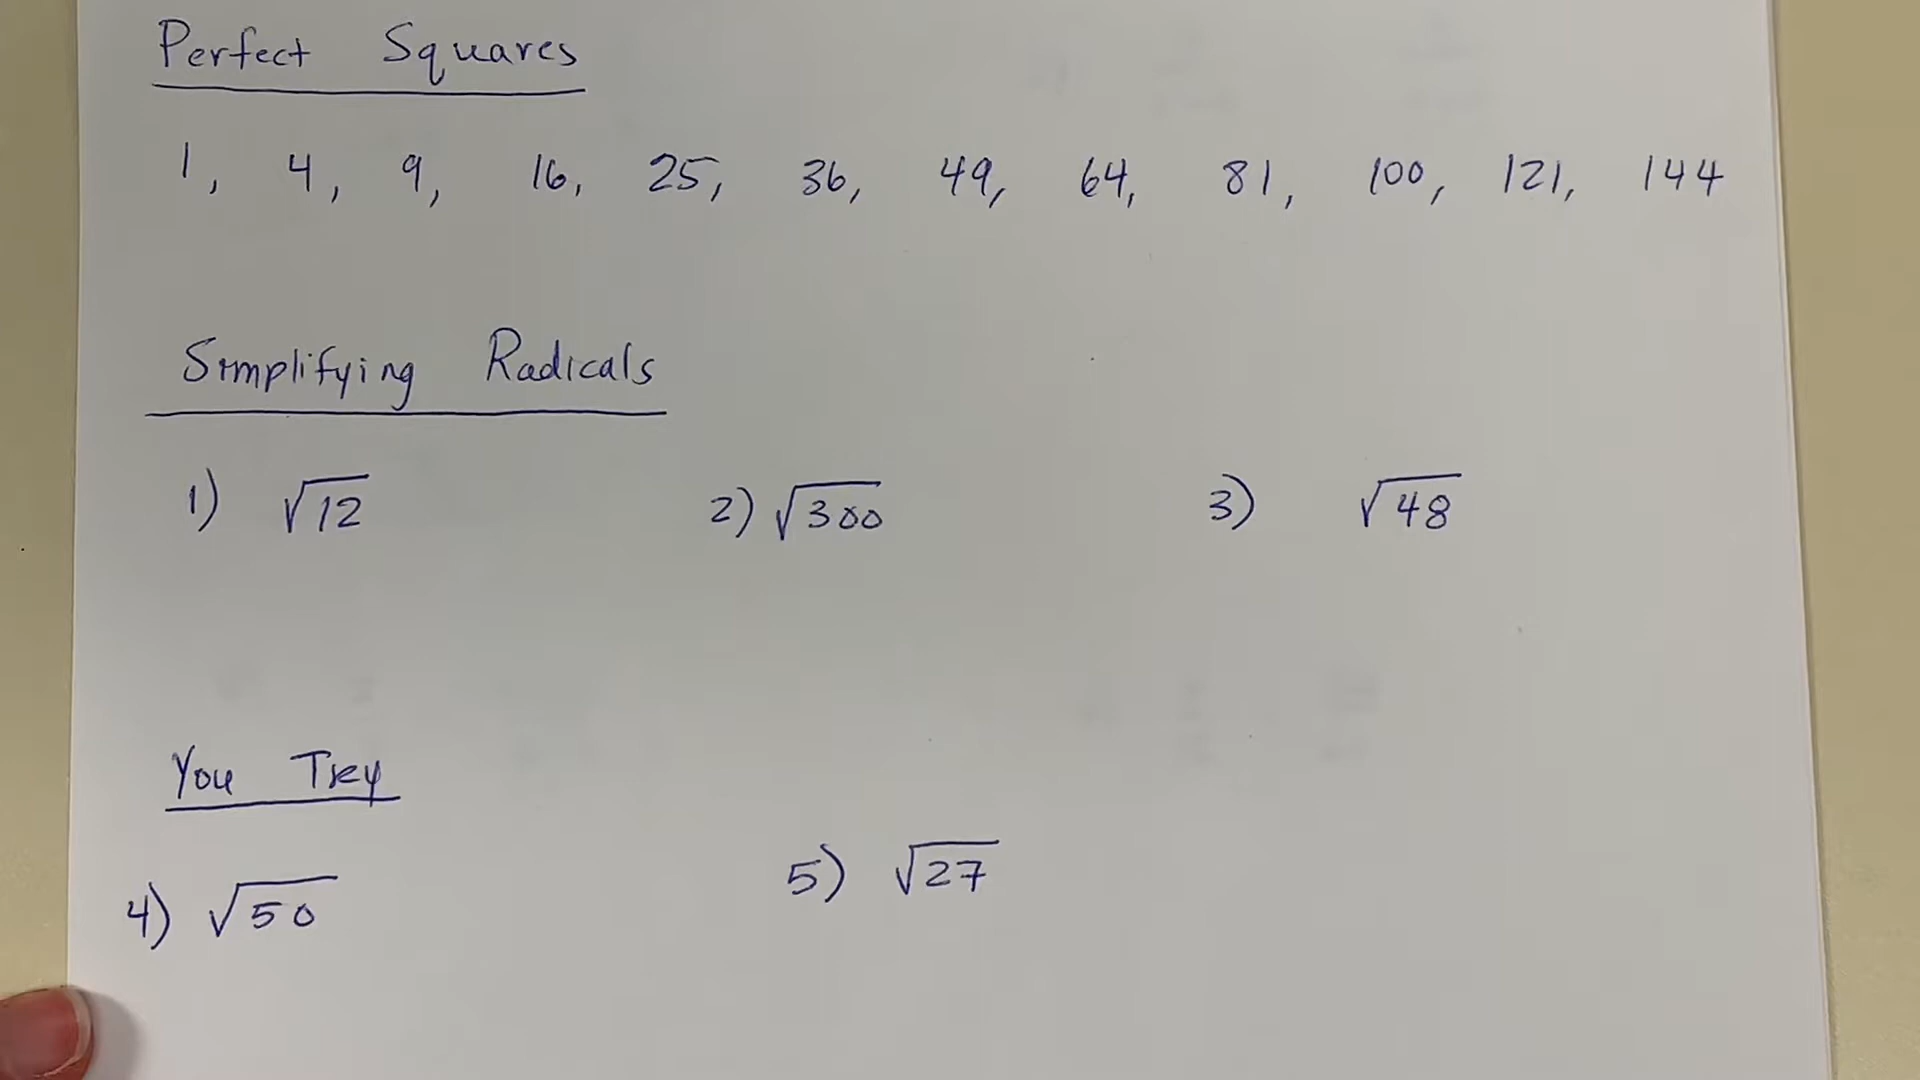 Perfect Squares
1, 4, 9, 16, 25, 36, 49, 64, 81, 100, 121, 144
Simplifying Radicals
1) √12 2) √300 3) √48
You Try
4) √50 5) √27